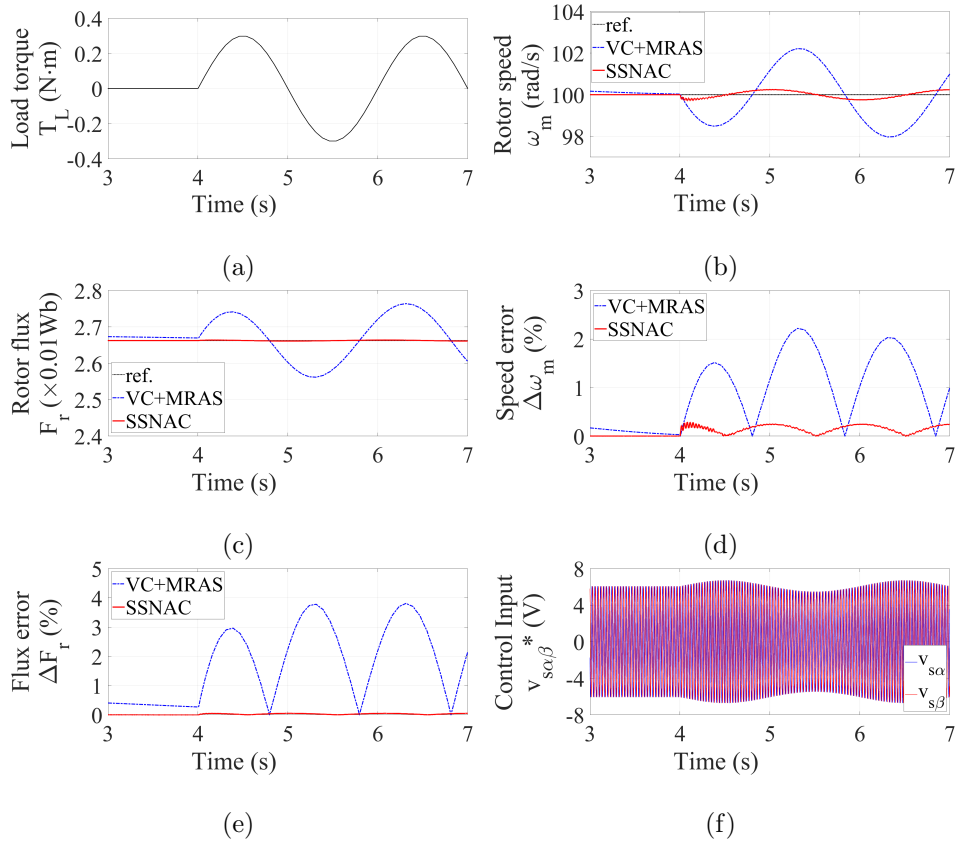 Load torque
T_L (N·m)
0.4
0.2
0
-0.2
-0.4
3
4
5
6
7
Time (s)
(a)
Rotor speed
ω_m (rad/s)
104
102
100
98
ref.
VC+MRAS
SSNAC
3
4
5
6
7
Time (s)
(b)
Rotor flux
F_r (×0.01Wb)
2.8
2.7
2.6
2.5
2.4
ref.
VC+MRAS
SSNAC
3
4
5
6
7
Time (s)
(c)
Speed error
Δω_m (%)
3
2
1
0
VC+MRAS
SSNAC
3
4
5
6
7
Time (s)
(d)
Flux error
ΔF_r (%)
5
4
3
2
1
0
VC+MRAS
SSNAC
3
4
5
6
7
Time (s)
(e)
Control Input
v_sαβ* (V)
8
4
0
-4
-8
v_sα
v_sβ
3
4
5
6
7
Time (s)
(f)